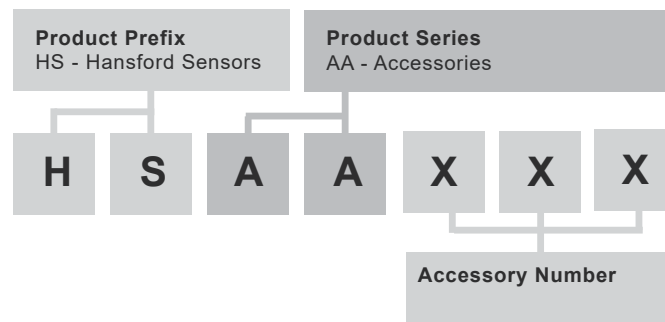 Product Prefix
HS - Hansford Sensors
Product Series
AA - Accessories
H S A A X X X
Accessory Number